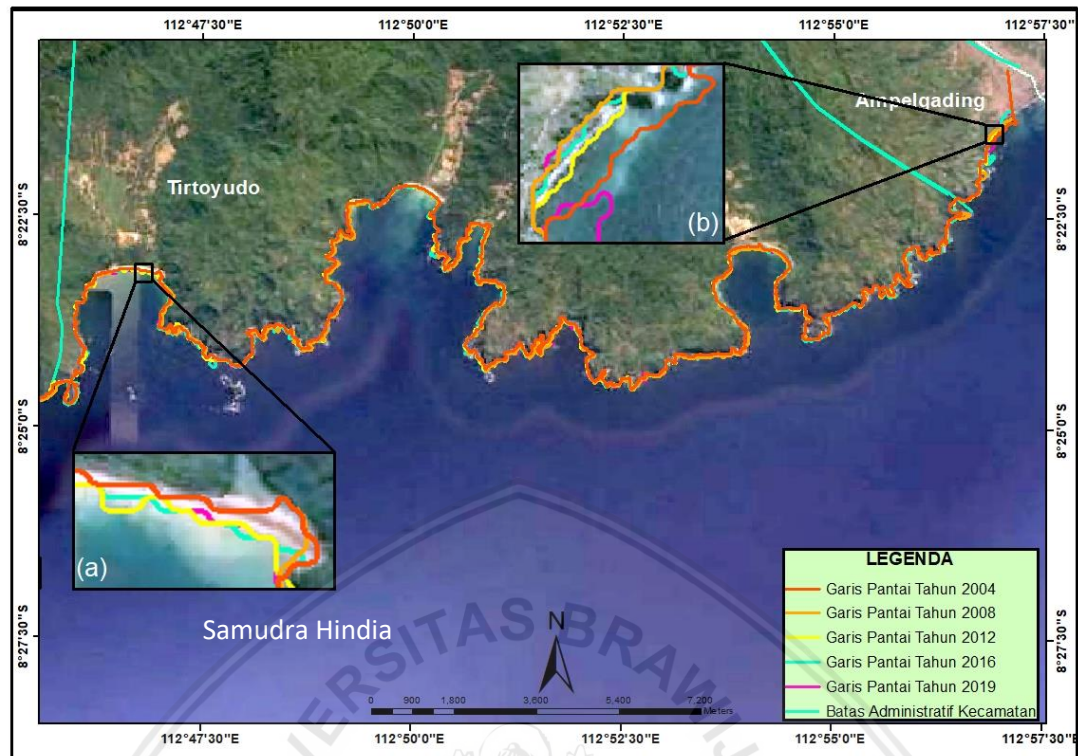 112°47'30"E 112°50'0"E 112°52'30"E 112°55'0"E 112°57'30"E
8°22'30"S
8°22'30"S
Ampelgading
Tirtoyudo
(b)
8°25'0"S
8°25'0"S
(a)
Samudra Hindia
8°27'30"S
8°27'30"S
N
0 900 1,800 3,600 5,400 7,200
Meters
LEGENDA
Garis Pantai Tahun 2004
Garis Pantai Tahun 2008
Garis Pantai Tahun 2012
Garis Pantai Tahun 2016
Garis Pantai Tahun 2019
Batas Administratif Kecamatan
112°47'30"E 112°50'0"E 112°52'30"E 112°55'0"E 112°57'30"E